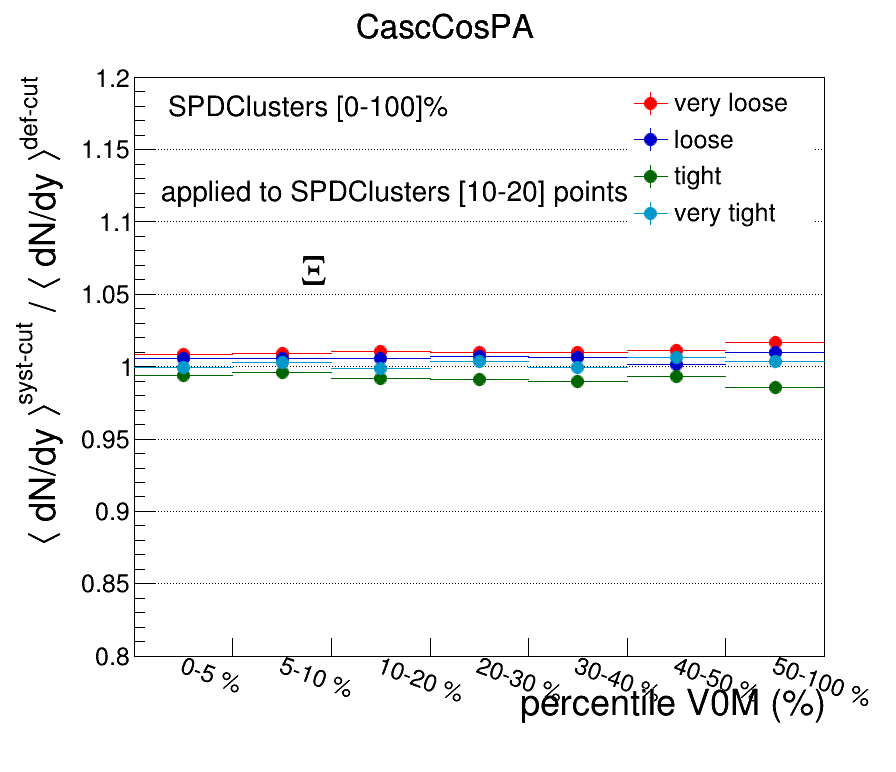 CascCosPA
SPDClusters [0-100]%
applied to SPDClusters [10-20] points
Ξ
very loose
loose
tight
very tight
⟨ dN/dy ⟩^syst-cut / ⟨ dN/dy ⟩^def-cut
1.2
1.15
1.1
1.05
1
0.95
0.9
0.85
0.8
0-5 %
5-10 %
10-20 %
20-30 %
30-40 %
40-50 %
50-100 %
percentile V0M (%)